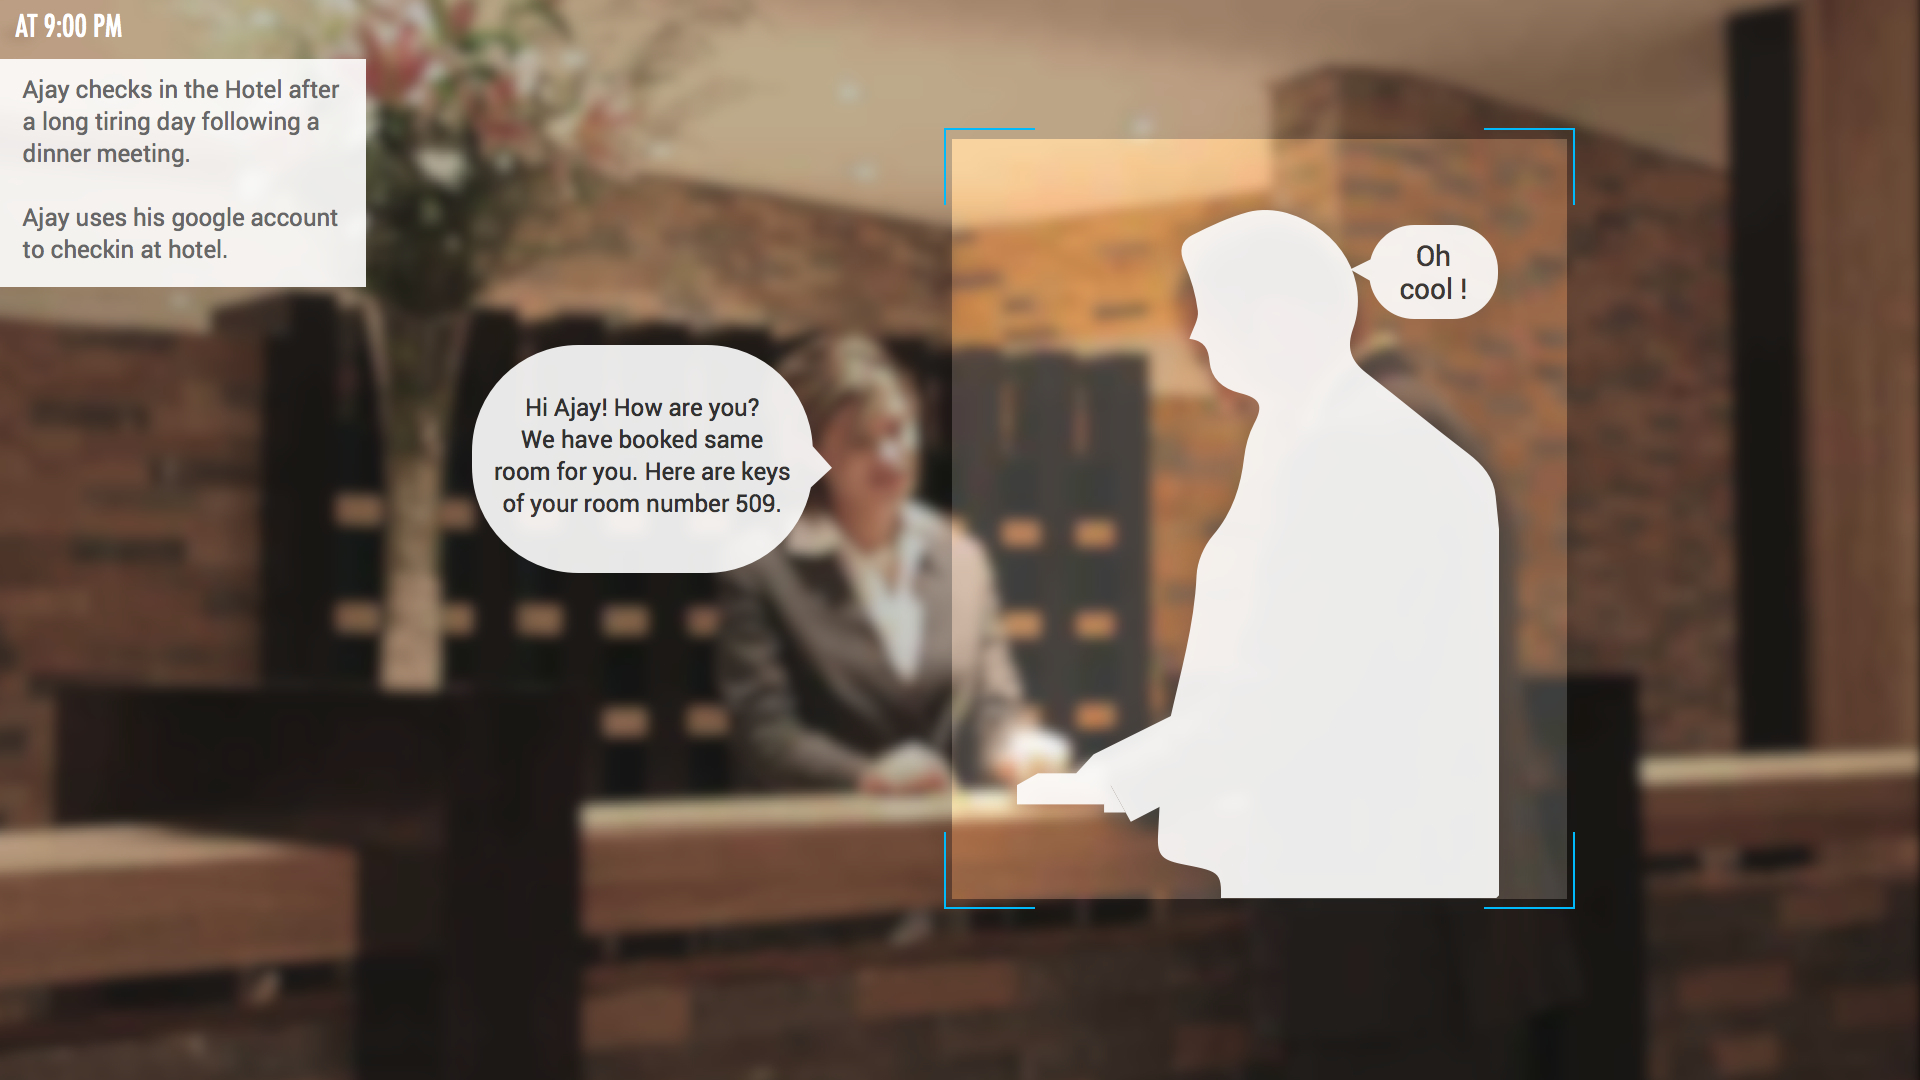 AT 9:00 PM
Ajay checks in the Hotel after
a long tiring day following a
dinner meeting.
Ajay uses his google account
to checkin at hotel.
Hi Ajay! How are you?
We have booked same
room for you. Here are keys
of your room number 509.
Oh
cool !